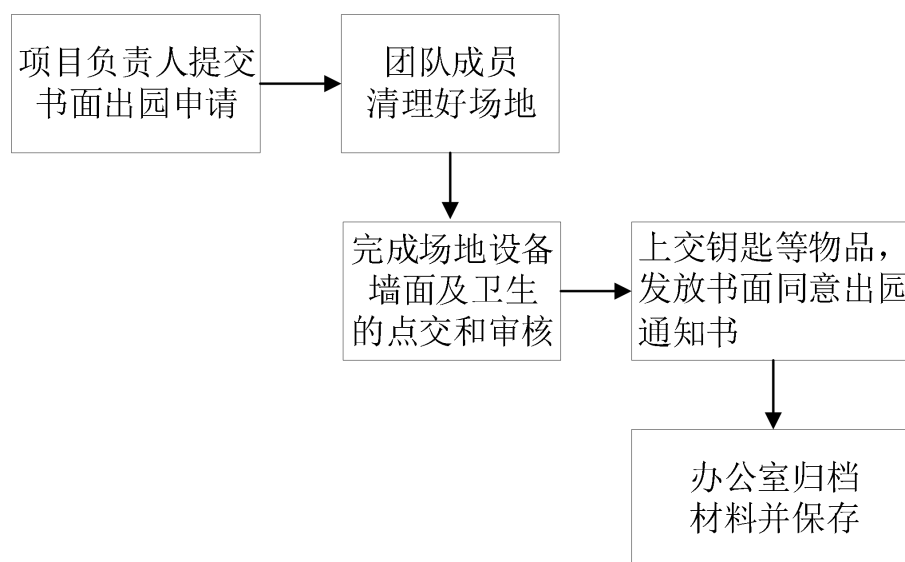 项目负责人提交
书面出园申请
团队成员
清理好场地
完成场地设备
墙面及卫生
的点交和审核
上交钥匙等物品，
发放书面同意出园
通知书
办公室归档
材料并保存